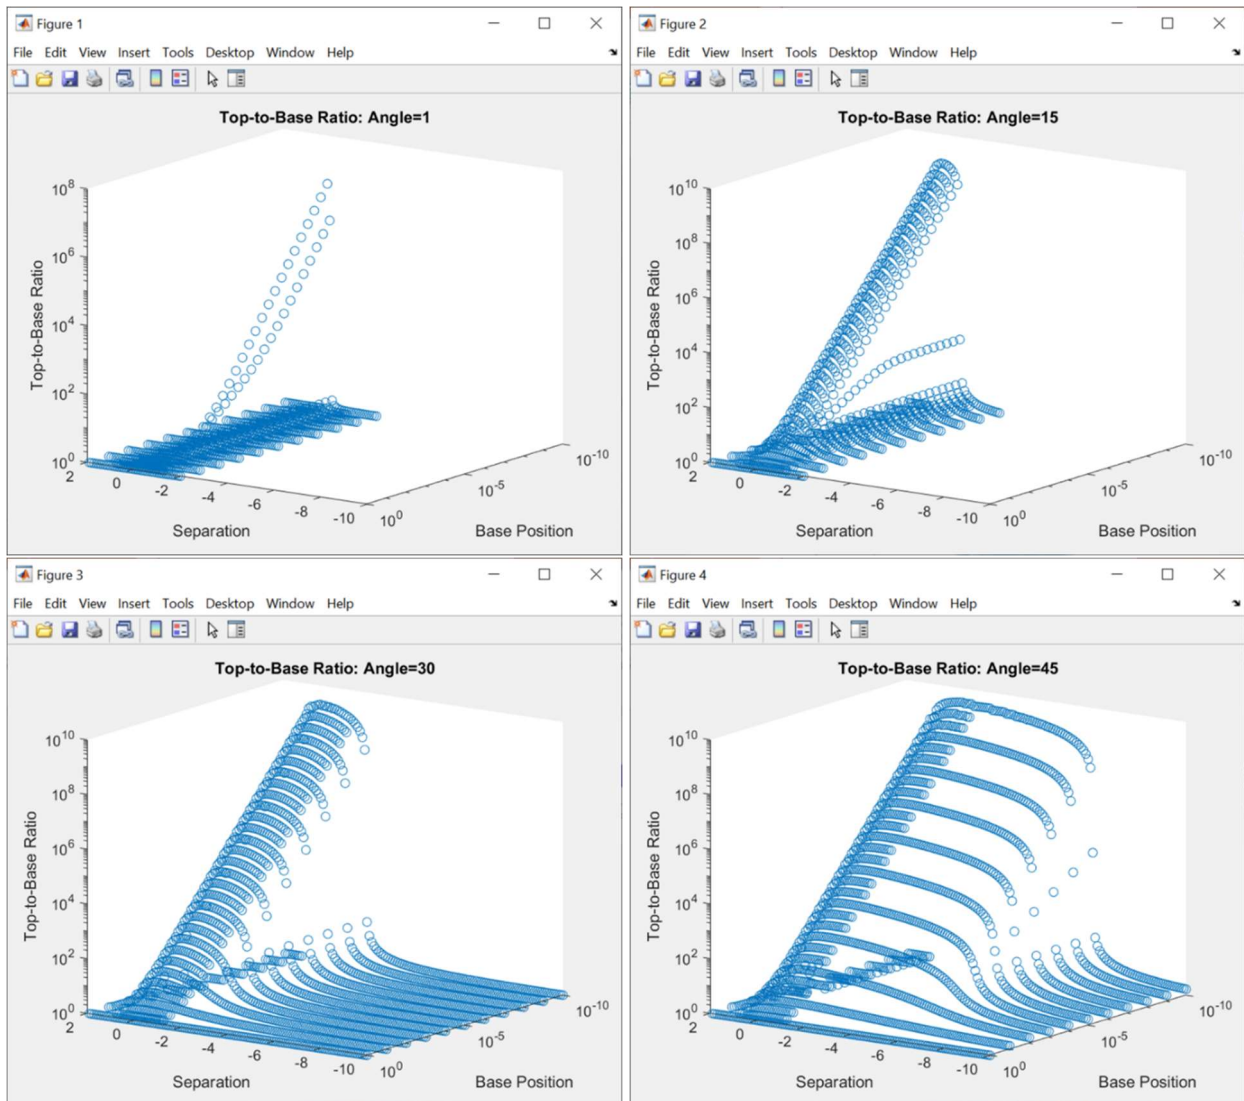 Figure 1
File Edit View Insert Tools Desktop Window Help
Top-to-Base Ratio: Angle=1
10^8
10^6
10^4
10^2
10^0
Top-to-Base Ratio
2 0 -2 -4 -6 -8 -10
Separation
10^0 10^-5 10^-10
Base Position
Figure 2
File Edit View Insert Tools Desktop Window Help
Top-to-Base Ratio: Angle=15
10^10
10^8
10^6
10^4
10^2
10^0
Top-to-Base Ratio
2 0 -2 -4 -6 -8 -10
Separation
10^0 10^-5 10^-10
Base Position
Figure 3
File Edit View Insert Tools Desktop Window Help
Top-to-Base Ratio: Angle=30
10^10
10^8
10^6
10^4
10^2
10^0
Top-to-Base Ratio
2 0 -2 -4 -6 -8 -10
Separation
10^0 10^-5 10^-10
Base Position
Figure 4
File Edit View Insert Tools Desktop Window Help
Top-to-Base Ratio: Angle=45
10^10
10^8
10^6
10^4
10^2
10^0
Top-to-Base Ratio
2 0 -2 -4 -6 -8 -10
Separation
10^0 10^-5 10^-10
Base Position